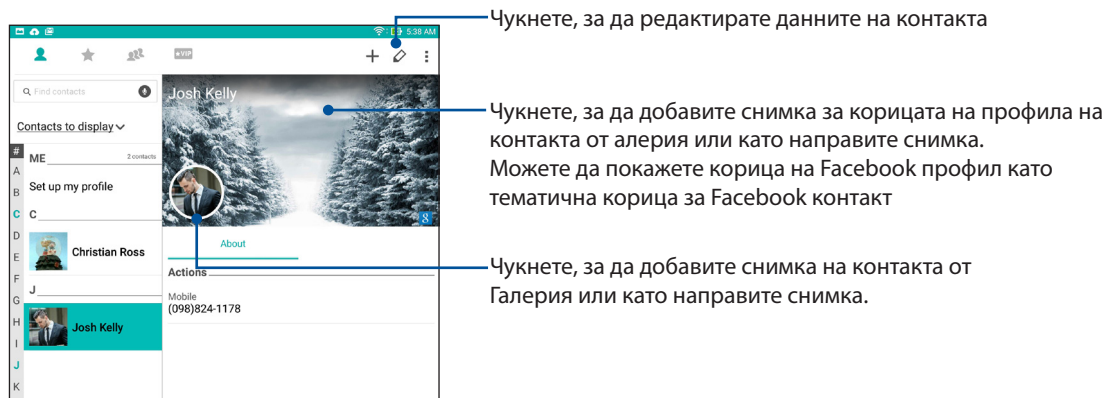 5:38 AM
Чукнете, за да редактирате данните на контакта
VIP
Find contacts
Josh Kelly
Contacts to display
Чукнете, за да добавите снимка за корицата на профила на
контакта от алерия или като направите снимка.
Можете да покажете корица на Facebook профил като
тематична корица за Facebook контакт
#
ME
2 contacts
A
B
Set up my profile
C
C
8
D
Christian Ross
About
E
Чукнете, за да добавите снимка на контакта от
Галерия или като направите снимка.
F
Actions
J
G
Mobile
(098)824-1178
H
Josh Kelly
I
J
K